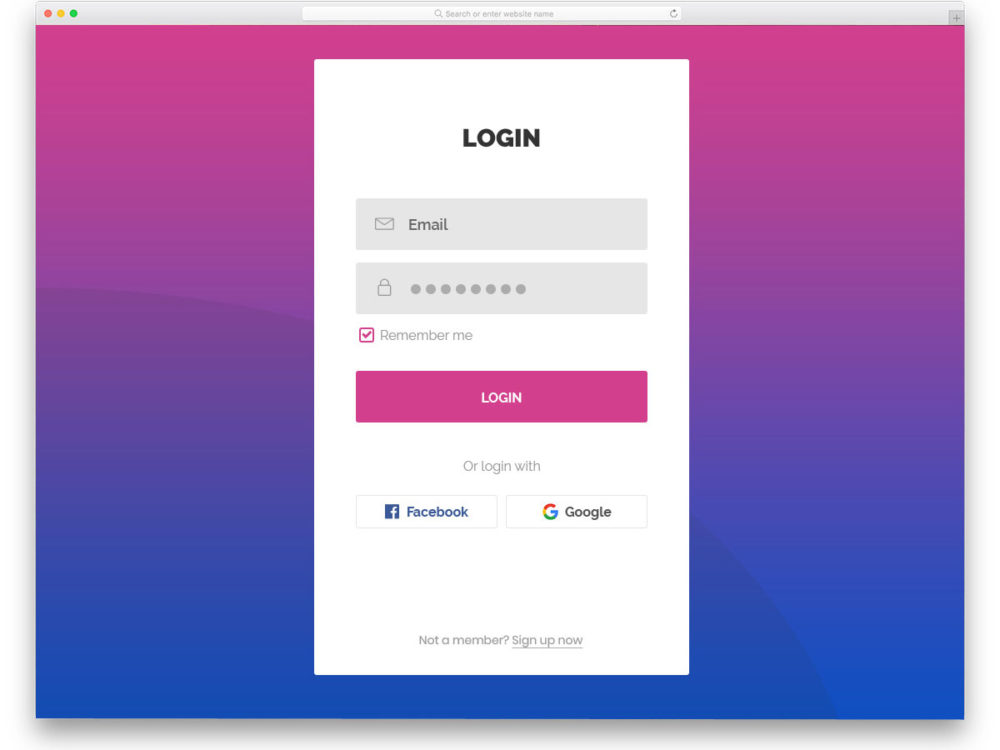 Search or enter website name
LOGIN
Email
Remember me
LOGIN
Or login with
Facebook
Google
Not a member? Sign up now